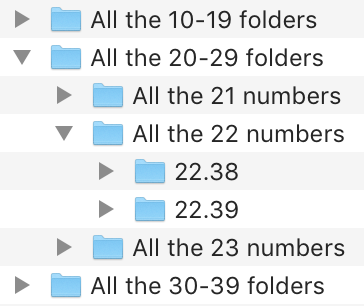 All the 10-19 folders
All the 20-29 folders
All the 21 numbers
All the 22 numbers
22.38
22.39
All the 23 numbers
All the 30-39 folders